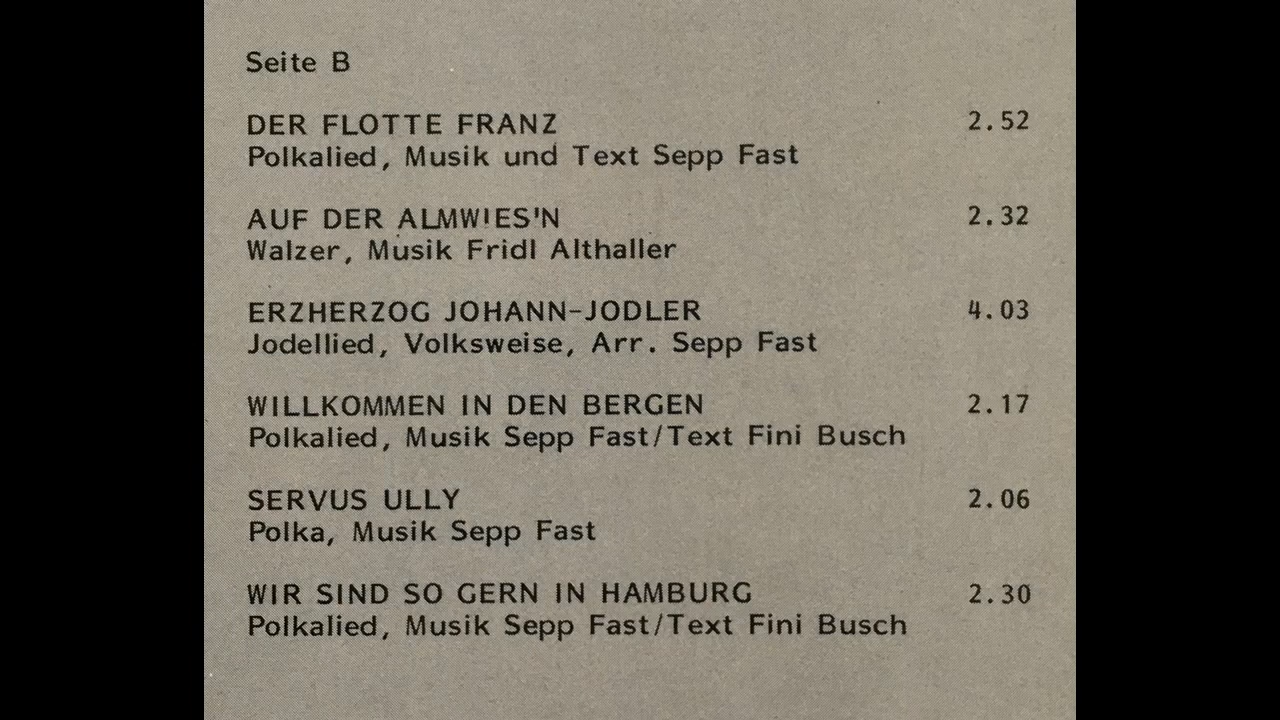 Seite B
DER FLOTTE FRANZ 2.52
Polkalied, Musik und Text Sepp Fast
AUF DER ALMWIES'N 2.32
Walzer, Musik Fridl Althaller
ERZHERZOG JOHANN-JODLER 4.03
Jodellied, Volksweise, Arr. Sepp Fast
WILLKOMMEN IN DEN BERGEN 2.17
Polkalied, Musik Sepp Fast/Text Fini Busch
SERVUS ULLY 2.06
Polka, Musik Sepp Fast
WIR SIND SO GERN IN HAMBURG 2.30
Polkalied, Musik Sepp Fast/Text Fini Busch